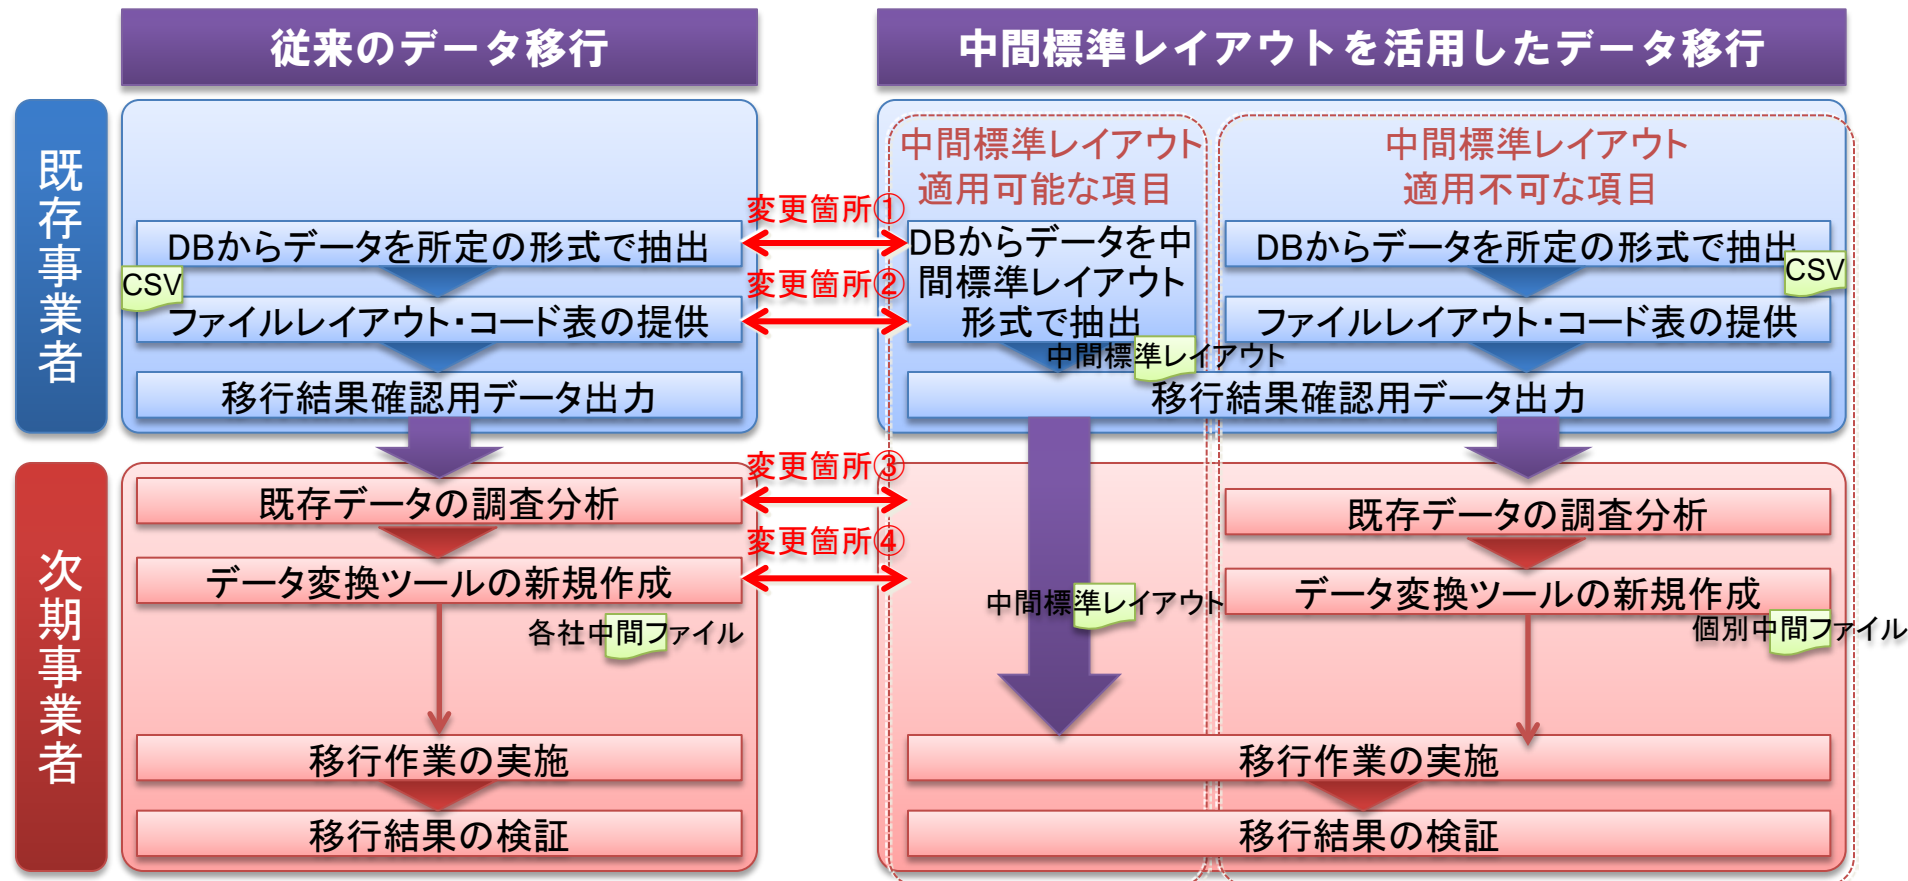 従来のデータ移行
中間標準レイアウトを活用したデータ移行
既存事業者
中間標準レイアウト
適用可能な項目
中間標準レイアウト
適用不可な項目
変更箇所①
DBからデータを所定の形式で抽出
DBからデータを中
間標準レイアウト
形式で抽出
DBからデータを所定の形式で抽出
CSV
CSV
変更箇所②
ファイルレイアウト・コード表の提供
ファイルレイアウト・コード表の提供
中間標準レイアウト
移行結果確認用データ出力
移行結果確認用データ出力
次期事業者
変更箇所③
既存データの調査分析
既存データの調査分析
変更箇所④
データ変換ツールの新規作成
データ変換ツールの新規作成
中間標準レイアウト
各社中間ファイル
個別中間ファイル
移行作業の実施
移行作業の実施
移行結果の検証
移行結果の検証